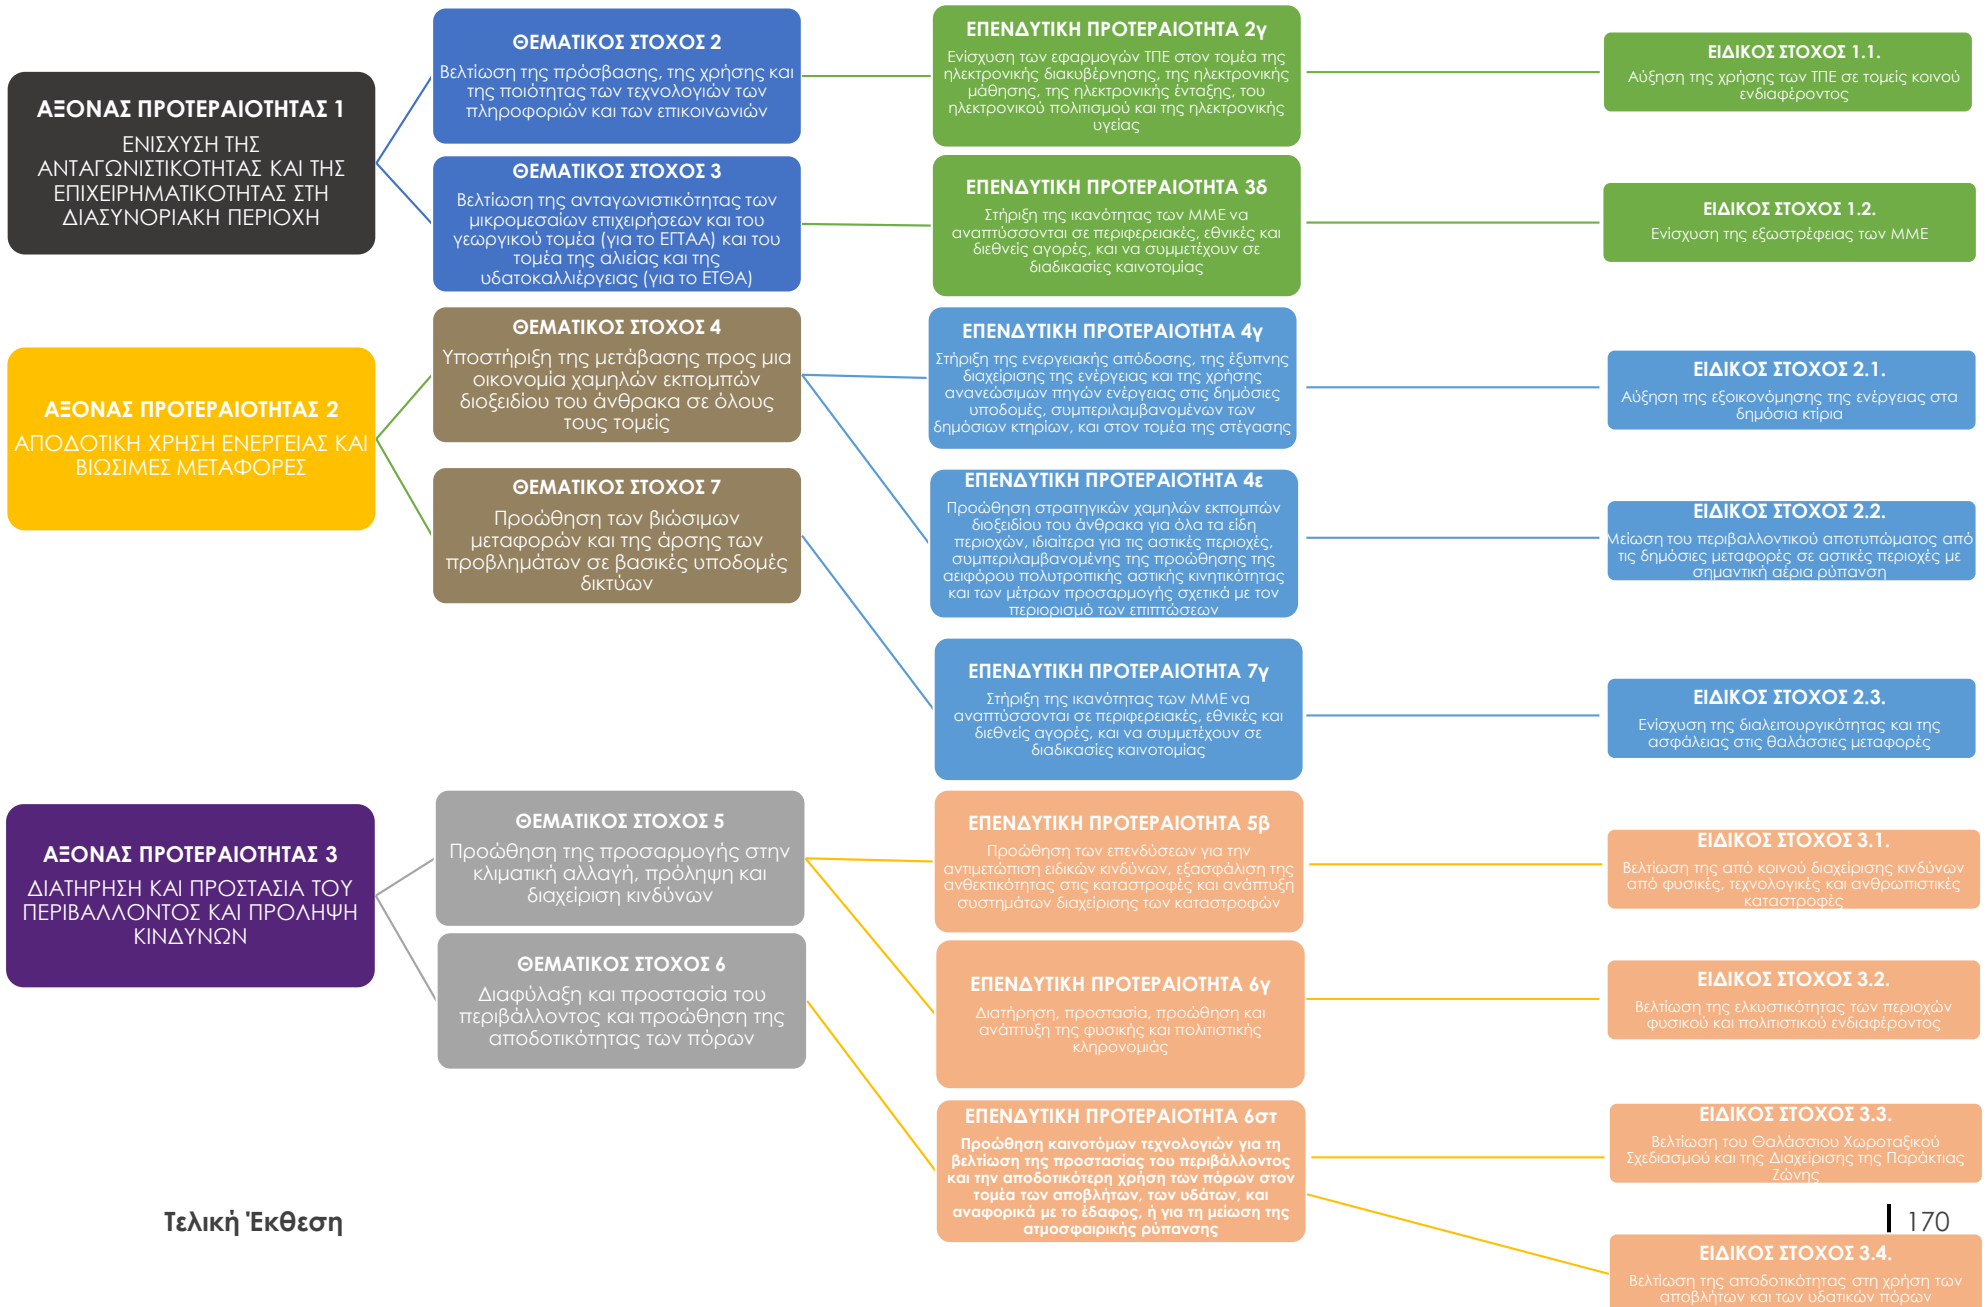 ΑΞΟΝΑΣ ΠΡΟΤΕΡΑΙΟΤΗΤΑΣ 1
ΕΝΙΣΧΥΣΗ ΤΗΣ
ΑΝΤΑΓΩΝΙΣΤΙΚΟΤΗΤΑΣ ΚΑΙ ΤΗΣ
ΕΠΙΧΕΙΡΗΜΑΤΙΚΟΤΗΤΑΣ ΣΤΗ
ΔΙΑΣΥΝΟΡΙΑΚΗ ΠΕΡΙΟΧΗ
ΘΕΜΑΤΙΚΟΣ ΣΤΟΧΟΣ 2
Βελτίωση της πρόσβασης, της χρήσης και
της ποιότητας των τεχνολογιών των
πληροφοριών και των επικοινωνιών
ΕΠΕΝΔΥΤΙΚΗ ΠΡΟΤΕΡΑΙΟΤΗΤΑ 2γ
Ενίσχυση των εφαρμογών ΤΠΕ στον τομέα της
ηλεκτρονικής διακυβέρνησης, της ηλεκτρονικής
μάθησης, της ηλεκτρονικής ένταξης, του
ηλεκτρονικού πολιτισμού και της ηλεκτρονικής
υγείας
ΕΙΔΙΚΟΣ ΣΤΟΧΟΣ 1.1.
Αύξηση της χρήσης των ΤΠΕ σε τομείς κοινού
ενδιαφέροντος
ΘΕΜΑΤΙΚΟΣ ΣΤΟΧΟΣ 3
Βελτίωση της ανταγωνιστικότητας των
μικρομεσαίων επιχειρήσεων και του
γεωργικού τομέα (για το ΕΓΤΑΑ) και του
τομέα της αλιείας και της
υδατοκαλλιέργειας (για το ΕΤΘΑ)
ΕΠΕΝΔΥΤΙΚΗ ΠΡΟΤΕΡΑΙΟΤΗΤΑ 3δ
Στήριξη της ικανότητας των ΜΜΕ να
αναπτύσσονται σε περιφερειακές, εθνικές και
διεθνείς αγορές, και να συμμετέχουν σε
διαδικασίες καινοτομίας
ΕΙΔΙΚΟΣ ΣΤΟΧΟΣ 1.2.
Ενίσχυση της εξωστρέφειας των ΜΜΕ
ΑΞΟΝΑΣ ΠΡΟΤΕΡΑΙΟΤΗΤΑΣ 2
ΑΠΟΔΟΤΙΚΗ ΧΡΗΣΗ ΕΝΕΡΓΕΙΑΣ ΚΑΙ
ΒΙΩΣΙΜΕΣ ΜΕΤΑΦΟΡΕΣ
ΘΕΜΑΤΙΚΟΣ ΣΤΟΧΟΣ 4
Υποστήριξη της μετάβασης προς μια
οικονομία χαμηλών εκπομπών
διοξειδίου του άνθρακα σε όλους
τους τομείς
ΕΠΕΝΔΥΤΙΚΗ ΠΡΟΤΕΡΑΙΟΤΗΤΑ 4γ
Στήριξη της ενεργειακής απόδοσης, της έξυπνης
διαχείρισης της ενέργειας και της χρήσης
ανανεώσιμων πηγών ενέργειας στις δημόσιες
υποδομές, συμπεριλαμβανομένων των
δημόσιων κτηρίων, και στον τομέα της στέγασης
ΕΙΔΙΚΟΣ ΣΤΟΧΟΣ 2.1.
Αύξηση της εξοικονόμησης της ενέργειας στα
δημόσια κτίρια
ΕΠΕΝΔΥΤΙΚΗ ΠΡΟΤΕΡΑΙΟΤΗΤΑ 4ε
Προώθηση στρατηγικών χαμηλών εκπομπών
διοξειδίου του άνθρακα για όλα τα είδη
περιοχών, ιδιαίτερα για τις αστικές περιοχές,
συμπεριλαμβανομένης της προώθησης της
αειφόρου πολυτροπικής αστικής κινητικότητας
και των μέτρων προσαρμογής σχετικά με τον
περιορισμό των επιπτώσεων
ΕΙΔΙΚΟΣ ΣΤΟΧΟΣ 2.2.
Μείωση του περιβαλλοντικού αποτυπώματος από
τις δημόσιες μεταφορές σε αστικές περιοχές με
σημαντική αέρια ρύπανση
ΘΕΜΑΤΙΚΟΣ ΣΤΟΧΟΣ 7
Προώθηση των βιώσιμων
μεταφορών και της άρσης των
προβλημάτων σε βασικές υποδομές
δικτύων
ΕΠΕΝΔΥΤΙΚΗ ΠΡΟΤΕΡΑΙΟΤΗΤΑ 7γ
Στήριξη της ικανότητας των ΜΜΕ να
αναπτύσσονται σε περιφερειακές, εθνικές και
διεθνείς αγορές, και να συμμετέχουν σε
διαδικασίες καινοτομίας
ΕΙΔΙΚΟΣ ΣΤΟΧΟΣ 2.3.
Ενίσχυση της διαλειτουργικότητας και της
ασφάλειας στις θαλάσσιες μεταφορές
ΑΞΟΝΑΣ ΠΡΟΤΕΡΑΙΟΤΗΤΑΣ 3
ΔΙΑΤΗΡΗΣΗ ΚΑΙ ΠΡΟΣΤΑΣΙΑ ΤΟΥ
ΠΕΡΙΒΑΛΛΟΝΤΟΣ ΚΑΙ ΠΡΟΛΗΨΗ
ΚΙΝΔΥΝΩΝ
ΘΕΜΑΤΙΚΟΣ ΣΤΟΧΟΣ 5
Προώθηση της προσαρμογής στην
κλιματική αλλαγή, πρόληψη και
διαχείριση κινδύνων
ΕΠΕΝΔΥΤΙΚΗ ΠΡΟΤΕΡΑΙΟΤΗΤΑ 5β
Προώθηση των επενδύσεων για την
αντιμετώπιση ειδικών κινδύνων, εξασφάλιση της
ανθεκτικότητας στις καταστροφές και ανάπτυξη
συστημάτων διαχείρισης των καταστροφών
ΕΙΔΙΚΟΣ ΣΤΟΧΟΣ 3.1.
Βελτίωση της από κοινού διαχείρισης κινδύνων
από φυσικές, τεχνολογικές και ανθρωπιστικές
καταστροφές
ΘΕΜΑΤΙΚΟΣ ΣΤΟΧΟΣ 6
Διαφύλαξη και προστασία του
περιβάλλοντος και προώθηση της
αποδοτικότητας των πόρων
ΕΠΕΝΔΥΤΙΚΗ ΠΡΟΤΕΡΑΙΟΤΗΤΑ 6γ
Διατήρηση, προστασία, προώθηση και
ανάπτυξη της φυσικής και πολιτιστικής
κληρονομιάς
ΕΙΔΙΚΟΣ ΣΤΟΧΟΣ 3.2.
Βελτίωση της ελκυστικότητας των περιοχών
φυσικού και πολιτιστικού ενδιαφέροντος
ΕΠΕΝΔΥΤΙΚΗ ΠΡΟΤΕΡΑΙΟΤΗΤΑ 6στ
Προώθηση καινοτόμων τεχνολογιών για τη
βελτίωση της προστασίας του περιβάλλοντος
και την αποδοτικότερη χρήση των πόρων στον
τομέα των αποβλήτων, των υδάτων, και
αναφορικά με το έδαφος, ή για τη μείωση της
ατμοσφαιρικής ρύπανσης
ΕΙΔΙΚΟΣ ΣΤΟΧΟΣ 3.3.
Βελτίωση του Θαλάσσιου Χωροταξικού
Σχεδιασμού και της Διαχείρισης της Παράκτιας
Ζώνης
ΕΙΔΙΚΟΣ ΣΤΟΧΟΣ 3.4.
Βελτίωση της αποδοτικότητας στη χρήση των
αποβλήτων και των υδατικών πόρων
Τελική Έκθεση
170